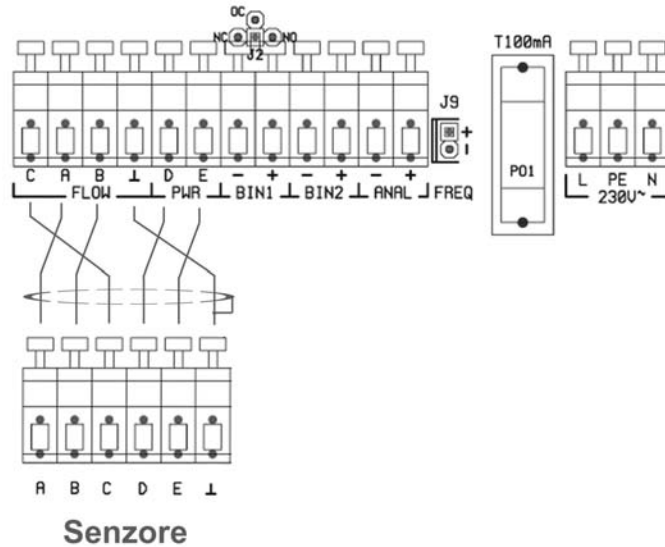 OC
NC NO
J2
T100mA
J9
+
-
P01
C A B ⊥ D E - + - + - +
FLOW PWR BIN1 BIN2 ANAL FREQ
L PE N
230V~
A B C D E ⊥
Senzore